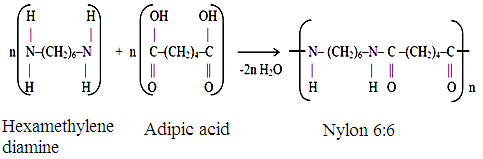 H H OH OH
n N–(CH₂)₆–N + n C–(CH₂)₄–C –N–(CH₂)₆–N–C–(CH₂)₄–C–
-2n H₂O
H H O O H H O O n
Hexamethylene diamine Adipic acid Nylon 6:6